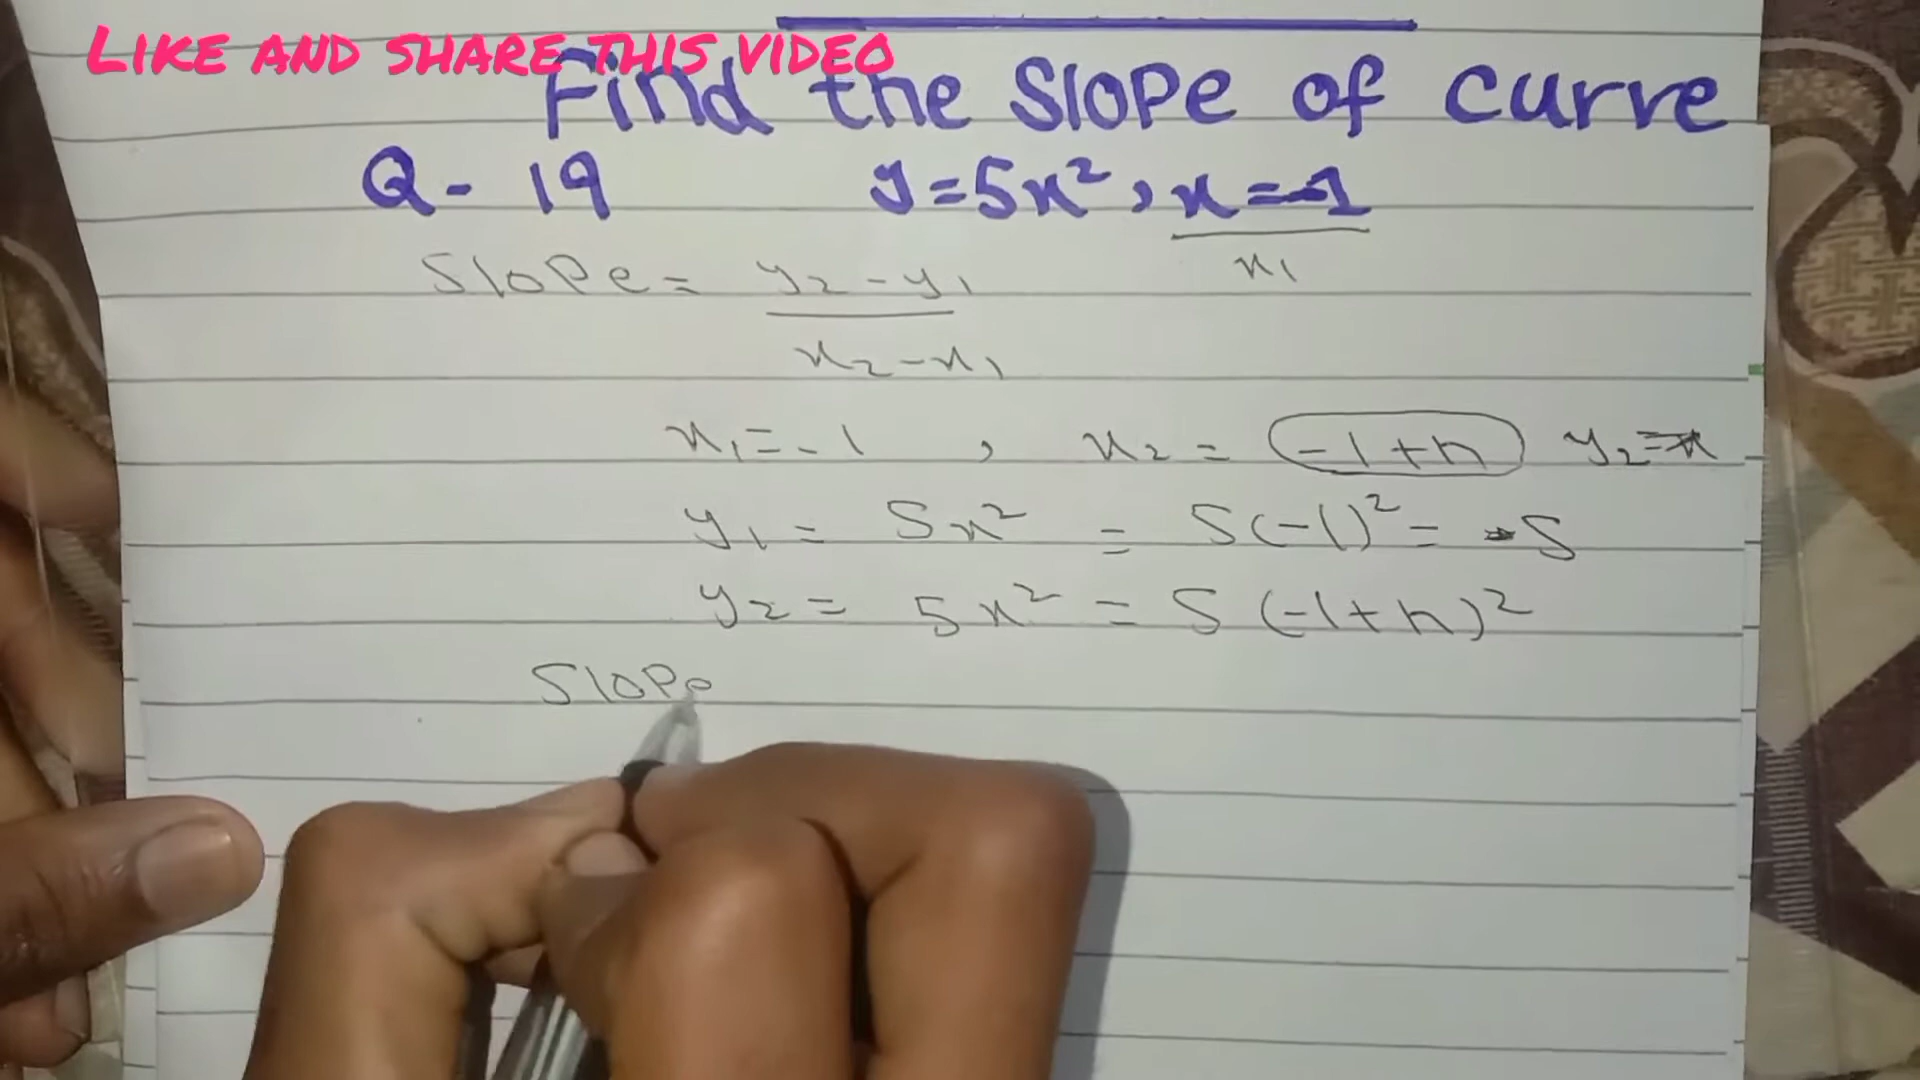 LIKE AND SHARE THIS VIDEO
Find the Slope of curve
Q- 19 y=5x², x=-1
x₁
Slope = y₂-y₁
x₂-x₁
x₁=-1 , x₂ = -1+h y₂=
y₁ = 5x² = 5(-1)² = 5
y₂ = 5x² = 5(-1+h)²
Slope